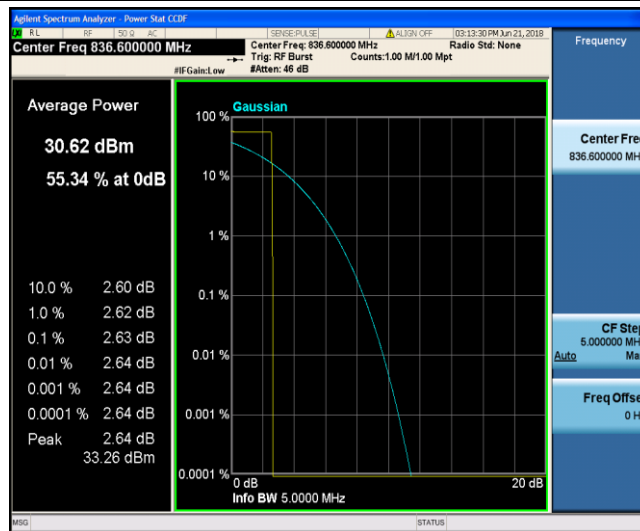 Agilent Spectrum Analyzer - Power Stat CCDF
RL RF 50 Ω AC SENSE:PULSE ALIGN OFF 03:13:30 PM Jun 21, 2018
Center Freq 836.600000 MHz Center Freq: 836.600000 MHz Radio Std: None
Trig: RF Burst Counts:1.00 M/1.00 Mpt
#IFGain:Low #Atten: 46 dB
Frequency
Average Power
30.62 dBm
55.34 % at 0dB
10.0 % 2.60 dB
1.0 % 2.62 dB
0.1 % 2.63 dB
0.01 % 2.64 dB
0.001 % 2.64 dB
0.0001 % 2.64 dB
Peak 2.64 dB
33.26 dBm
Gaussian
100 %
10 %
1 %
0.1 %
0.01 %
0.001 %
0.0001 %
0 dB 20 dB
Info BW 5.0000 MHz
Center Fre
836.600000 MH
CF Step
5.000000 MH
Auto Ma
Freq Offse
0 H
MSG STATUS